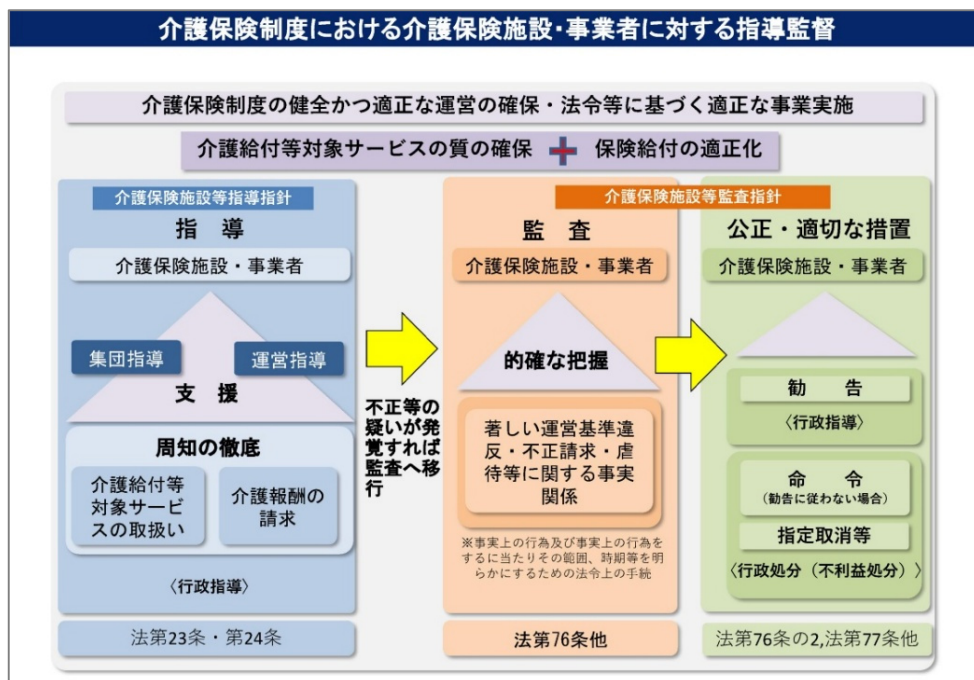 介護保険制度における介護保険施設・事業者に対する指導監督
介護保険制度の健全かつ適正な運営の確保・法令等に基づく適正な事業実施
介護給付等対象サービスの質の確保 ＋ 保険給付の適正化
介護保険施設等指導指針
指　導
介護保険施設・事業者
集団指導
運営指導
支　援
周知の徹底
介護給付等
対象サービ
スの取扱い
介護報酬の
請求
〈行政指導〉
法第23条・第24条
不正等の
疑いが発
覚すれば
監査へ移
行
介護保険施設等監査指針
監　査
介護保険施設・事業者
的確な把握
著しい運営基準違
反・不正請求・虐
待等に関する事実
関係
※事実上の行為及び事実上の行為を
するに当たりその範囲、時期等を明
らかにするための法令上の手続
法第76条他
公正・適切な措置
介護保険施設・事業者
勧　告
〈行政指導〉
命　令
(勧告に従わない場合)
指定取消等
〈行政処分（不利益処分）〉
法第76条の2,法第77条他